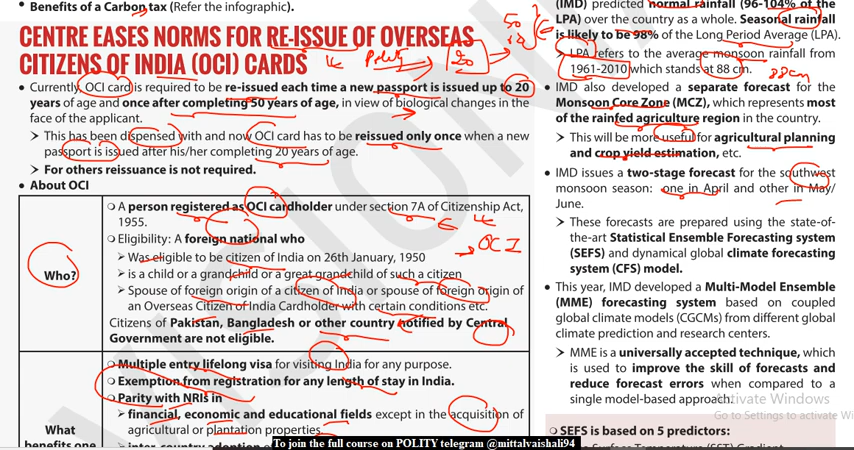 Benefits of a Carbon tax (Refer the infographic).
CENTRE EASES NORMS FOR RE-ISSUE OF OVERSEAS
CITIZENS OF INDIA (OCI) CARDS
Polity
20
50
• Currently, OCI card is required to be re-issued each time a new passport is issued up to 20
years of age and once after completing 50 years of age, in view of biological changes in the
face of the applicant.
➤ This has been dispensed with and now OCI card has to be reissued only once when a new
passport is issued after his/her completing 20 years of age.
➤ For others reissuance is not required.
• About OCI
Who?
A person registered as OCI cardholder under section 7A of Citizenship Act,
1955.
Eligibility: A foreign national who
OCI
➤ Was eligible to be citizen of India on 26th January, 1950
➤ is a child or a grandchild or a great grandchild of such a citizen
➤ Spouse of foreign origin of a citizen of India or spouse of foreign origin of
an Overseas Citizen of India Cardholder with certain conditions etc.
Citizens of Pakistan, Bangladesh or other country notified by Central
Government are not eligible.
What
benefits one
Multiple entry lifelong visa for visiting India for any purpose.
Exemption from registration for any length of stay in India.
Parity with NRIs in
➤ financial, economic and educational fields except in the acquisition of
agricultural or plantation properties.
(IMD) predicted normal rainfall (96-104% of the
LPA) over the country as a whole. Seasonal rainfall
is likely to be 98% of the Long Period Average (LPA).
➤ LPA refers to the average monsoon rainfall from
1961-2010 which stands at 88 cm.
88cm
• IMD also developed a separate forecast for the
Monsoon Core Zone (MCZ), which represents most
of the rainfed agriculture region in the country.
➤ This will be more useful for agricultural planning
and crop yield estimation, etc.
• IMD issues a two-stage forecast for the southwest
monsoon season: one in April and other in May/
June.
➤ These forecasts are prepared using the state-of-
the-art Statistical Ensemble Forecasting system
(SEFS) and dynamical global climate forecasting
system (CFS) model.
• This year, IMD developed a Multi-Model Ensemble
(MME) forecasting system based on coupled
global climate models (CGCMs) from different global
climate prediction and research centers.
➤ MME is a universally accepted technique, which
is used to improve the skill of forecasts and
reduce forecast errors when compared to a
single model-based approach.
Activate Windows
Go to Settings to activate Wi
SEFS is based on 5 predictors:
To join the full course on POLITY telegram @mittalvaishali94